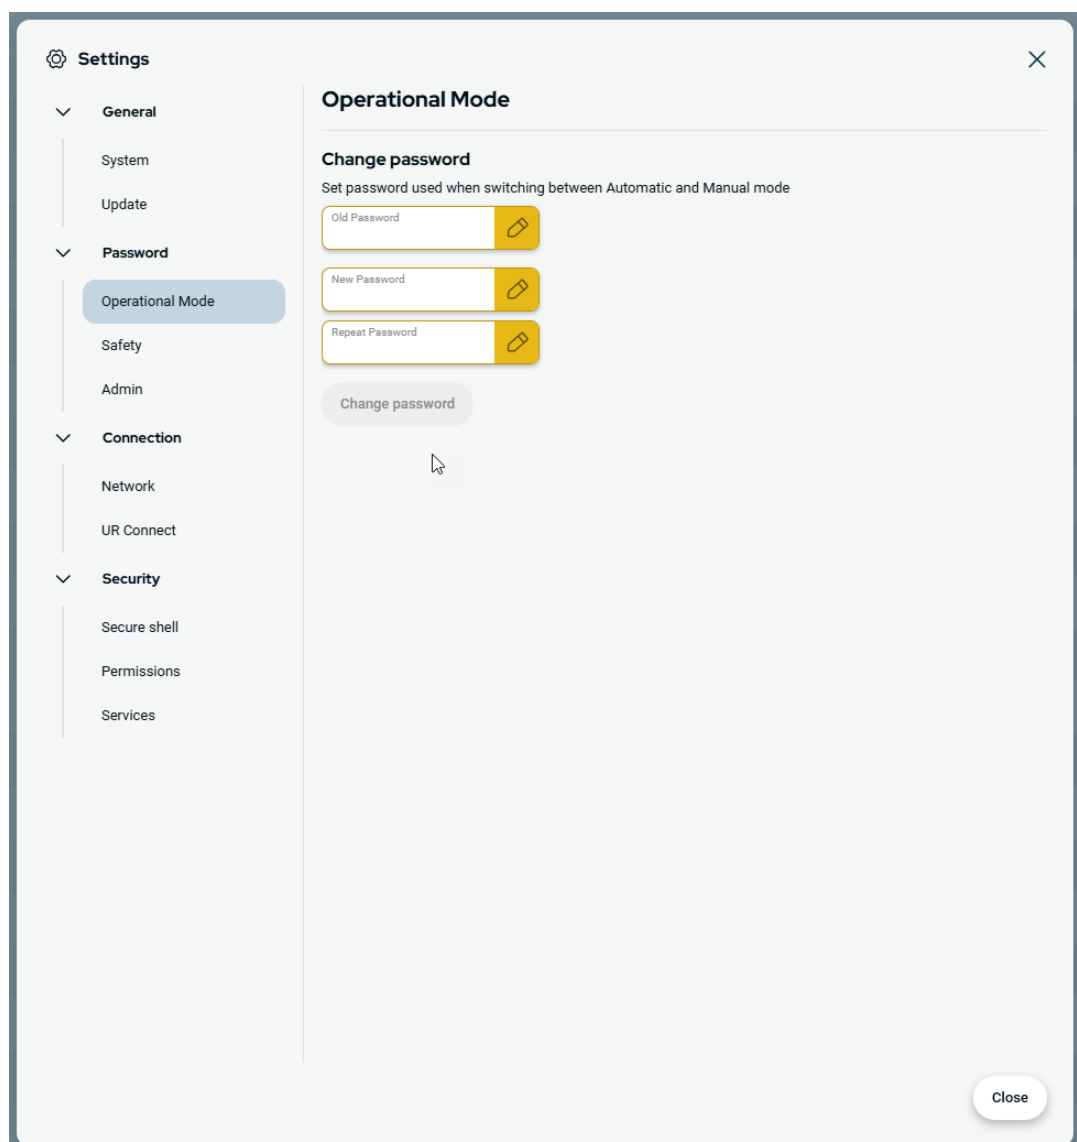 Settings
General
System
Update
Password
Operational Mode
Safety
Admin
Connection
Network
UR Connect
Security
Secure shell
Permissions
Services
Operational Mode
Change password
Set password used when switching between Automatic and Manual mode
Old Password
New Password
Repeat Password
Change password
Close